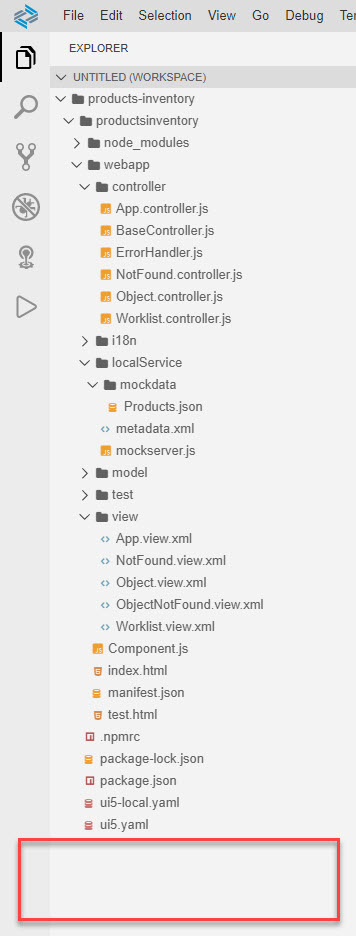 File Edit Selection View Go Debug Te
EXPLORER
UNTITLED (WORKSPACE)
products-inventory
productsinventory
node_modules
webapp
controller
App.controller.js
BaseController.js
ErrorHandler.js
NotFound.controller.js
Object.controller.js
Worklist.controller.js
i18n
localService
mockdata
Products.json
metadata.xml
mockserver.js
model
test
view
App.view.xml
NotFound.view.xml
Object.view.xml
ObjectNotFound.view.xml
Worklist.view.xml
Component.js
index.html
manifest.json
test.html
.npmrc
package-lock.json
package.json
ui5-local.yaml
ui5.yaml